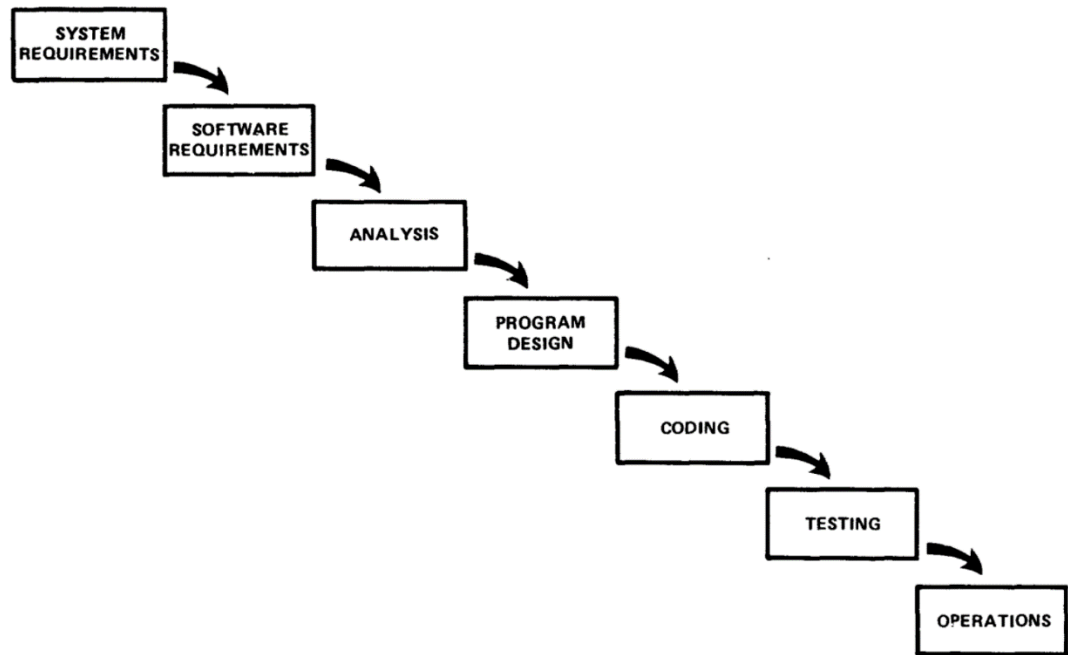 SYSTEM
REQUIREMENTS
SOFTWARE
REQUIREMENTS
ANALYSIS
PROGRAM
DESIGN
CODING
TESTING
OPERATIONS